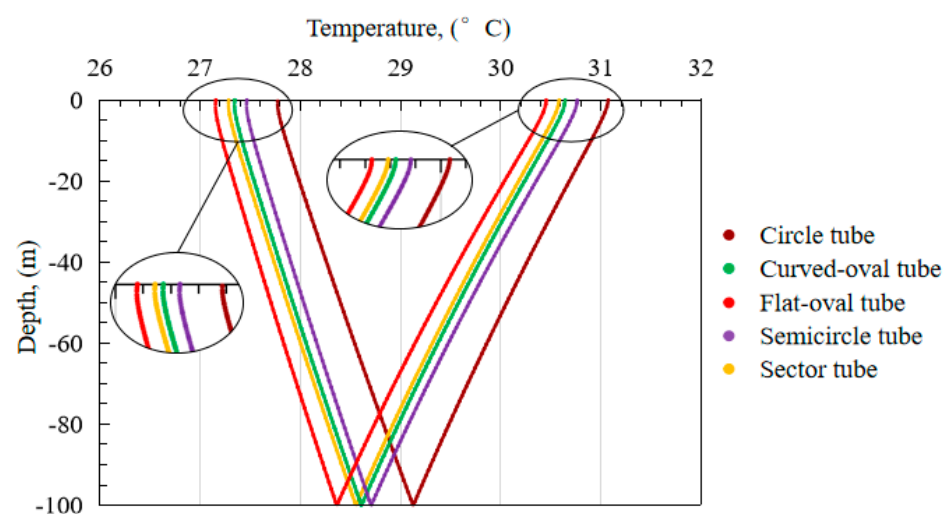 Temperature, (° C)
26 27 28 29 30 31 32
0
-20
-40
-60
-80
-100
Depth, (m)
Circle tube
Curved-oval tube
Flat-oval tube
Semicircle tube
Sector tube